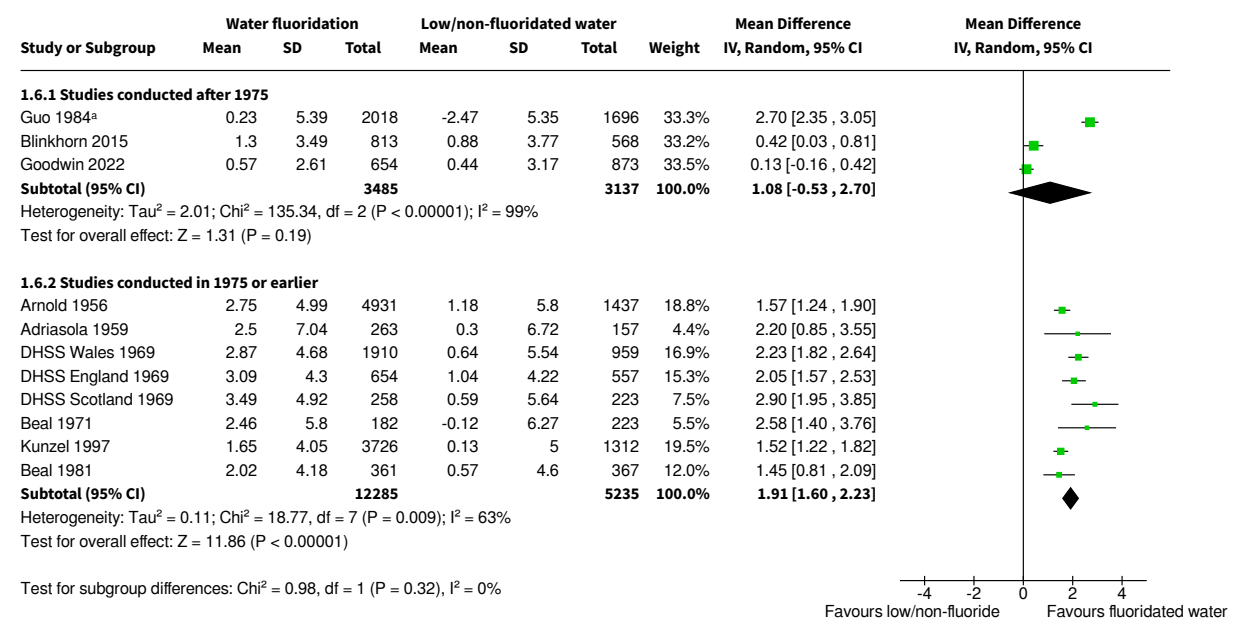 Water fluoridation Low/non-fluoridated water Mean Difference Mean Difference
Study or Subgroup Mean SD Total Mean SD Total Weight IV, Random, 95% CI IV, Random, 95% CI
1.6.1 Studies conducted after 1975
Guo 1984ᵃ 0.23 5.39 2018 -2.47 5.35 1696 33.3% 2.70 [2.35 , 3.05]
Blinkhorn 2015 1.3 3.49 813 0.88 3.77 568 33.2% 0.42 [0.03 , 0.81]
Goodwin 2022 0.57 2.61 654 0.44 3.17 873 33.5% 0.13 [-0.16 , 0.42]
Subtotal (95% CI) 3485 3137 100.0% 1.08 [-0.53 , 2.70]
Heterogeneity: Tau² = 2.01; Chi² = 135.34, df = 2 (P < 0.00001); I² = 99%
Test for overall effect: Z = 1.31 (P = 0.19)
1.6.2 Studies conducted in 1975 or earlier
Arnold 1956 2.75 4.99 4931 1.18 5.8 1437 18.8% 1.57 [1.24 , 1.90]
Adriasola 1959 2.5 7.04 263 0.3 6.72 157 4.4% 2.20 [0.85 , 3.55]
DHSS Wales 1969 2.87 4.68 1910 0.64 5.54 959 16.9% 2.23 [1.82 , 2.64]
DHSS England 1969 3.09 4.3 654 1.04 4.22 557 15.3% 2.05 [1.57 , 2.53]
DHSS Scotland 1969 3.49 4.92 258 0.59 5.64 223 7.5% 2.90 [1.95 , 3.85]
Beal 1971 2.46 5.8 182 -0.12 6.27 223 5.5% 2.58 [1.40 , 3.76]
Kunzel 1997 1.65 4.05 3726 0.13 5 1312 19.5% 1.52 [1.22 , 1.82]
Beal 1981 2.02 4.18 361 0.57 4.6 367 12.0% 1.45 [0.81 , 2.09]
Subtotal (95% CI) 12285 5235 100.0% 1.91 [1.60 , 2.23]
Heterogeneity: Tau² = 0.11; Chi² = 18.77, df = 7 (P = 0.009); I² = 63%
Test for overall effect: Z = 11.86 (P < 0.00001)
Test for subgroup differences: Chi² = 0.98, df = 1 (P = 0.32), I² = 0%
-4 -2 0 2 4
Favours low/non-fluoride Favours fluoridated water